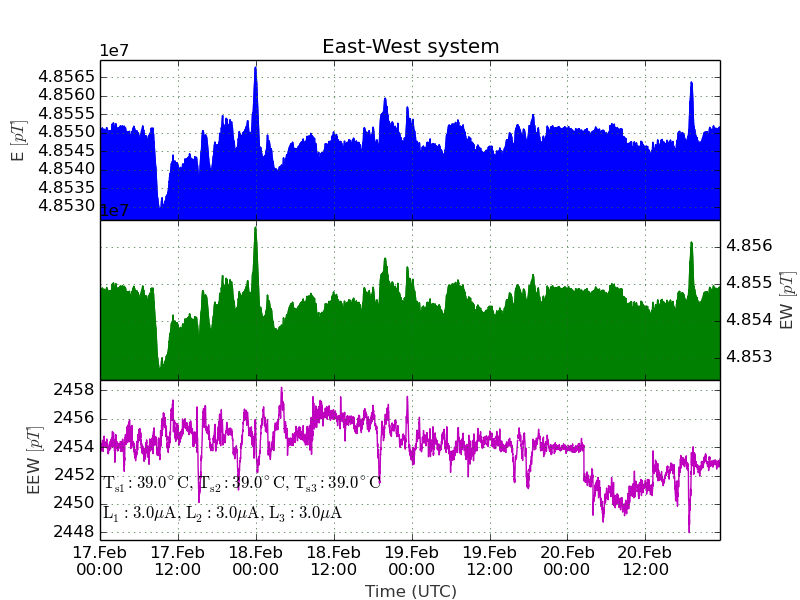 East-West system
1e7
4.8565
4.8560
4.8555
4.8550
4.8545
4.8540
4.8535
4.8530
E [pT]
1e7
4.856
4.855
4.854
4.853
EW [pT]
2458
2456
2454
2452
2450
2448
EEW [pT]
T_s1 : 39.0°C, T_s2 : 39.0°C, T_s3 : 39.0°C
L_1 : 3.0μA, L_2 : 3.0μA, L_3 : 3.0μA
17.Feb 17.Feb 18.Feb 18.Feb 19.Feb 19.Feb 20.Feb 20.Feb
00:00 12:00 00:00 12:00 00:00 12:00 00:00 12:00
Time (UTC)